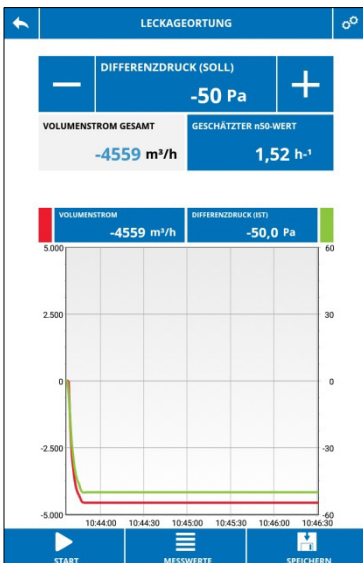 LECKAGEORTUNG
DIFFERENZDRUCK (SOLL)
-50 Pa
VOLUMENSTROM GESAMT
-4559 m³/h
GESCHÄTZTER n50-WERT
1,52 h-¹
VOLUMENSTROM
-4559 m³/h
DIFFERENZDRUCK (IST)
-50,0 Pa
5.000
60
2.500
30
0
0
-2.500
-30
-5.000
-60
10:44:00 10:44:30 10:45:00 10:45:30 10:46:00 10:46:30
START
MESSWERTE
SPEICHERN